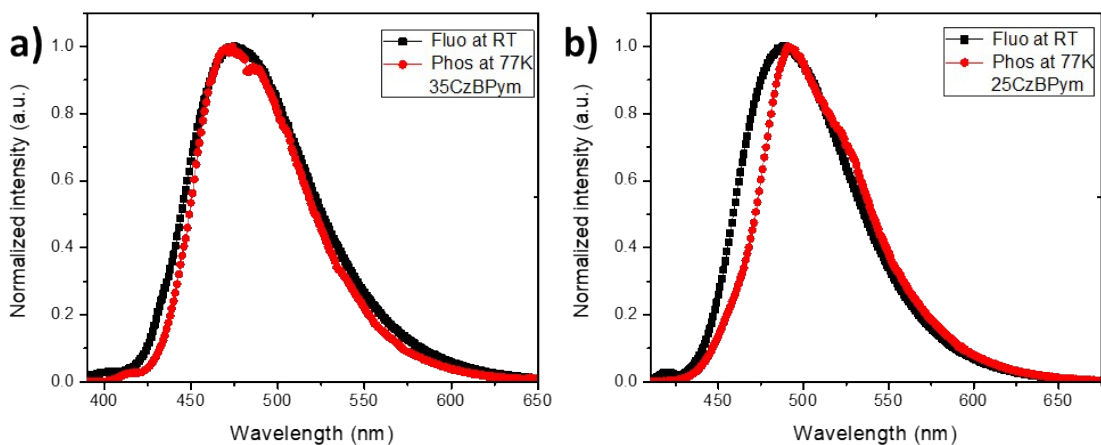 a)
Fluo at RT
Phos at 77K
35CzBPym
Normalized intensity (a.u.)
1.0
0.8
0.6
0.4
0.2
0.0
400 450 500 550 600 650
Wavelength (nm)
b)
Fluo at RT
Phos at 77K
25CzBPym
Normalized intensity (a.u.)
1.0
0.8
0.6
0.4
0.2
0.0
450 500 550 600 650
Wavelength (nm)